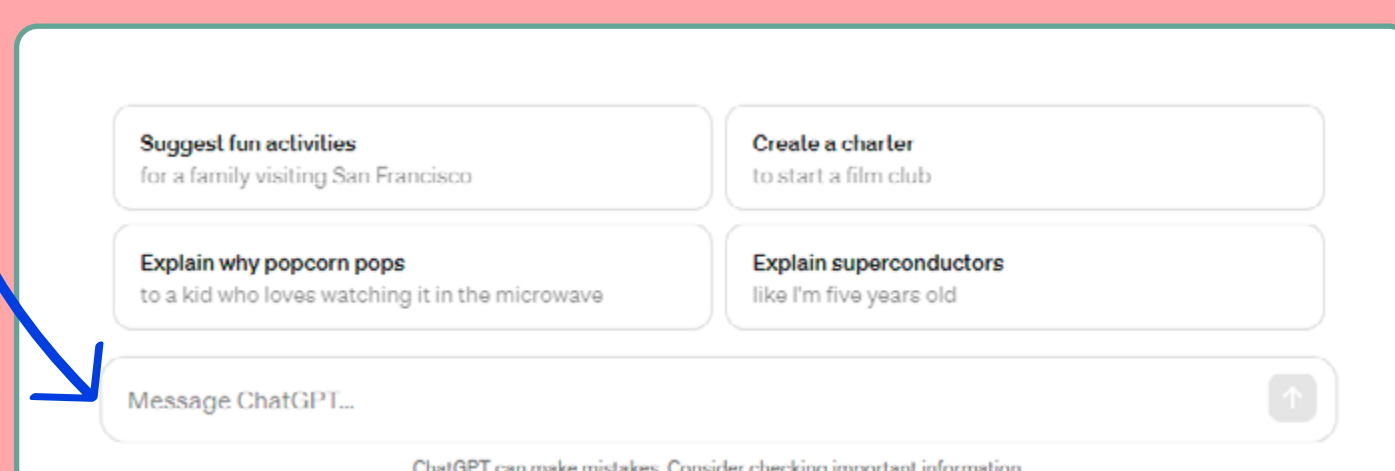 Suggest fun activities
for a family visiting San Francisco
Create a charter
to start a film club
Explain why popcorn pops
to a kid who loves watching it in the microwave
Explain superconductors
like I'm five years old
Message ChatGPT...
ChatGPT can make mistakes. Consider checking important information.